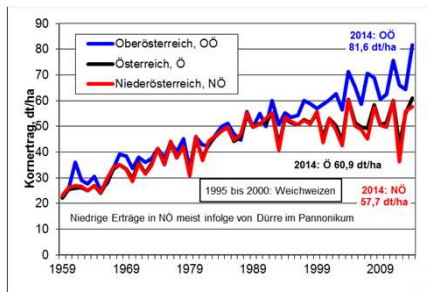 90
80
70
60
50
40
30
20
10
0
Kornertrag, dt/ha
Oberösterreich, OÖ
Österreich, Ö
Niederösterreich, NÖ
2014: OÖ
81,6 dt/ha
2014: Ö 60,9 dt/ha
1995 bis 2000: Weichweizen
2014: NÖ
57,7 dt/ha
Niedrige Erträge in NÖ meist infolge von Dürre im Pannonikum
1959 1969 1979 1989 1999 2009